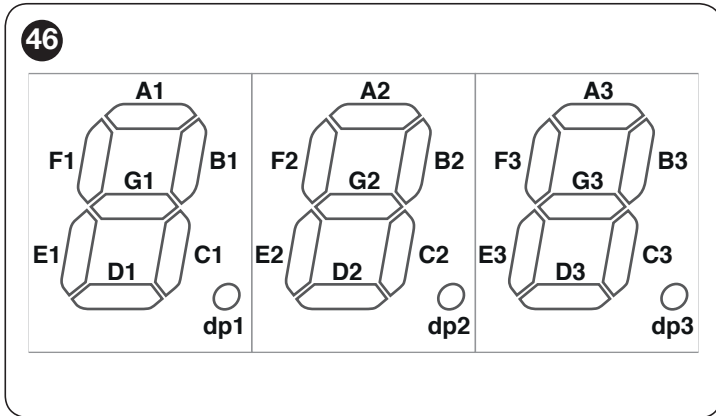 46
A1 A2 A3
F1 B1 F2 B2 F3 B3
G1 G2 G3
E1 C1 E2 C2 E3 C3
D1 D2 D3
dp1 dp2 dp3